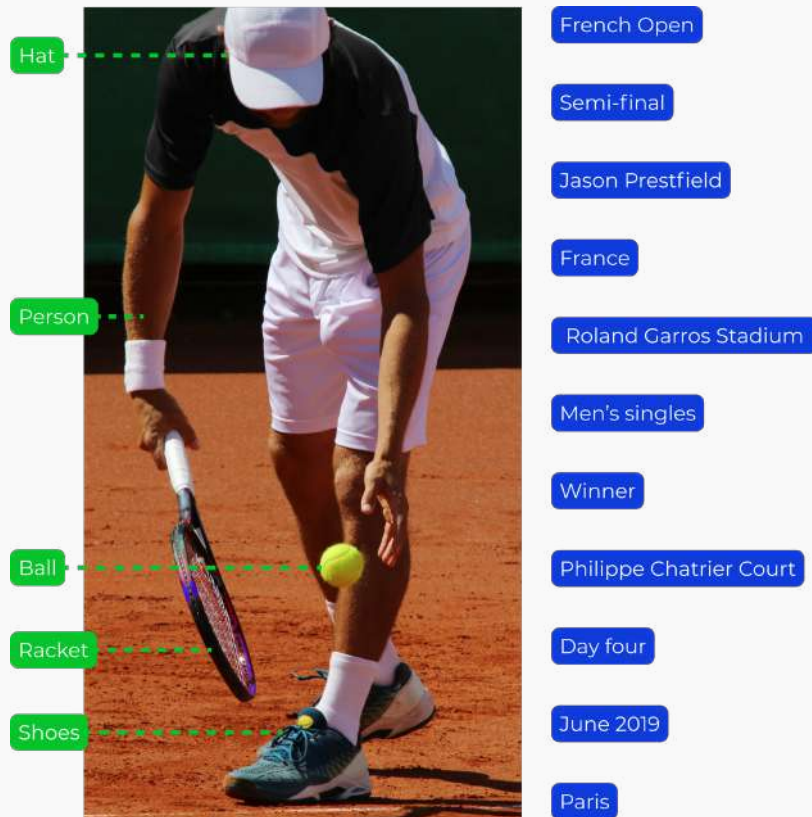 Hat
Person
Ball
Racket
Shoes
French Open
Semi-final
Jason Prestfield
France
Roland Garros Stadium
Men’s singles
Winner
Philippe Chatrier Court
Day four
June 2019
Paris